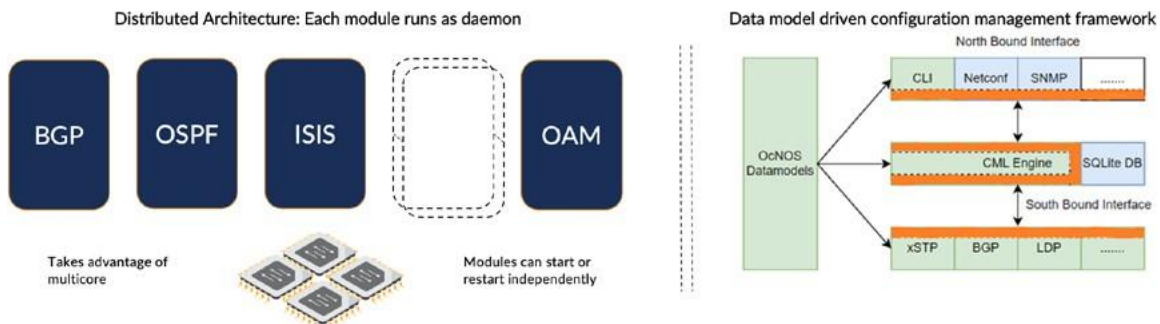 Distributed Architecture: Each module runs as daemon
BGP
OSPF
ISIS
OAM
Takes advantage of
multicore
Modules can start or
restart independently
Data model driven configuration management framework
North Bound Interface
CLI
Netconf
SNMP
.......
OcNOS
Datamodels
CML Engine
SQLite DB
South Bound Interface
xSTP
BGP
LDP
.......